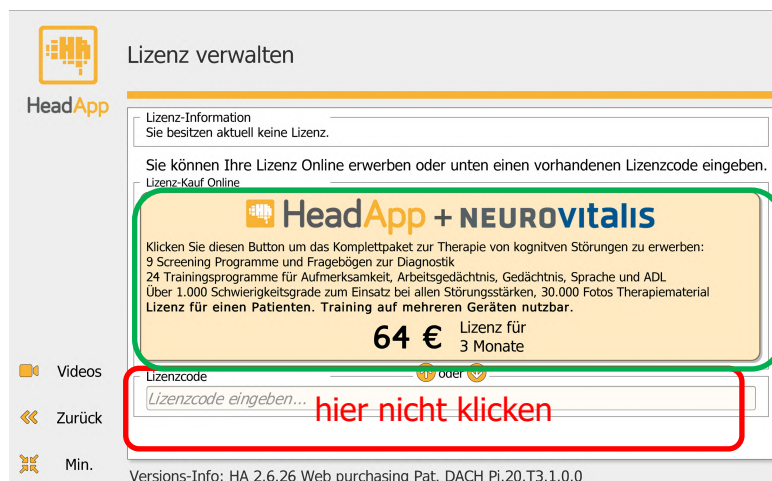 Lizenz verwalten
HeadApp
Lizenz-Information
Sie besitzen aktuell keine Lizenz.
Sie können Ihre Lizenz Online erwerben oder unten einen vorhandenen Lizenzcode eingeben.
Lizenz-Kauf Online
HeadApp + NEUROvitalis
Klicken Sie diesen Button um das Komplettpaket zur Therapie von kognitven Störungen zu erwerben:
9 Screening Programme und Fragebögen zur Diagnostik
24 Trainingsprogramme für Aufmerksamkeit, Arbeitsgedächtnis, Gedächtnis, Sprache und ADL
Über 1.000 Schwierigkeitsgrade zum Einsatz bei allen Störungsstärken, 30.000 Fotos Therapiematerial
Lizenz für einen Patienten. Training auf mehreren Geräten nutzbar.
64 € Lizenz für
3 Monate
oder
Lizenzcode
Lizenzcode eingeben...
hier nicht klicken
Videos
Zurück
Min.
Versions-Info: HA 2.6.26 Web purchasing Pat. DACH Pi.20.T3.1.0.0